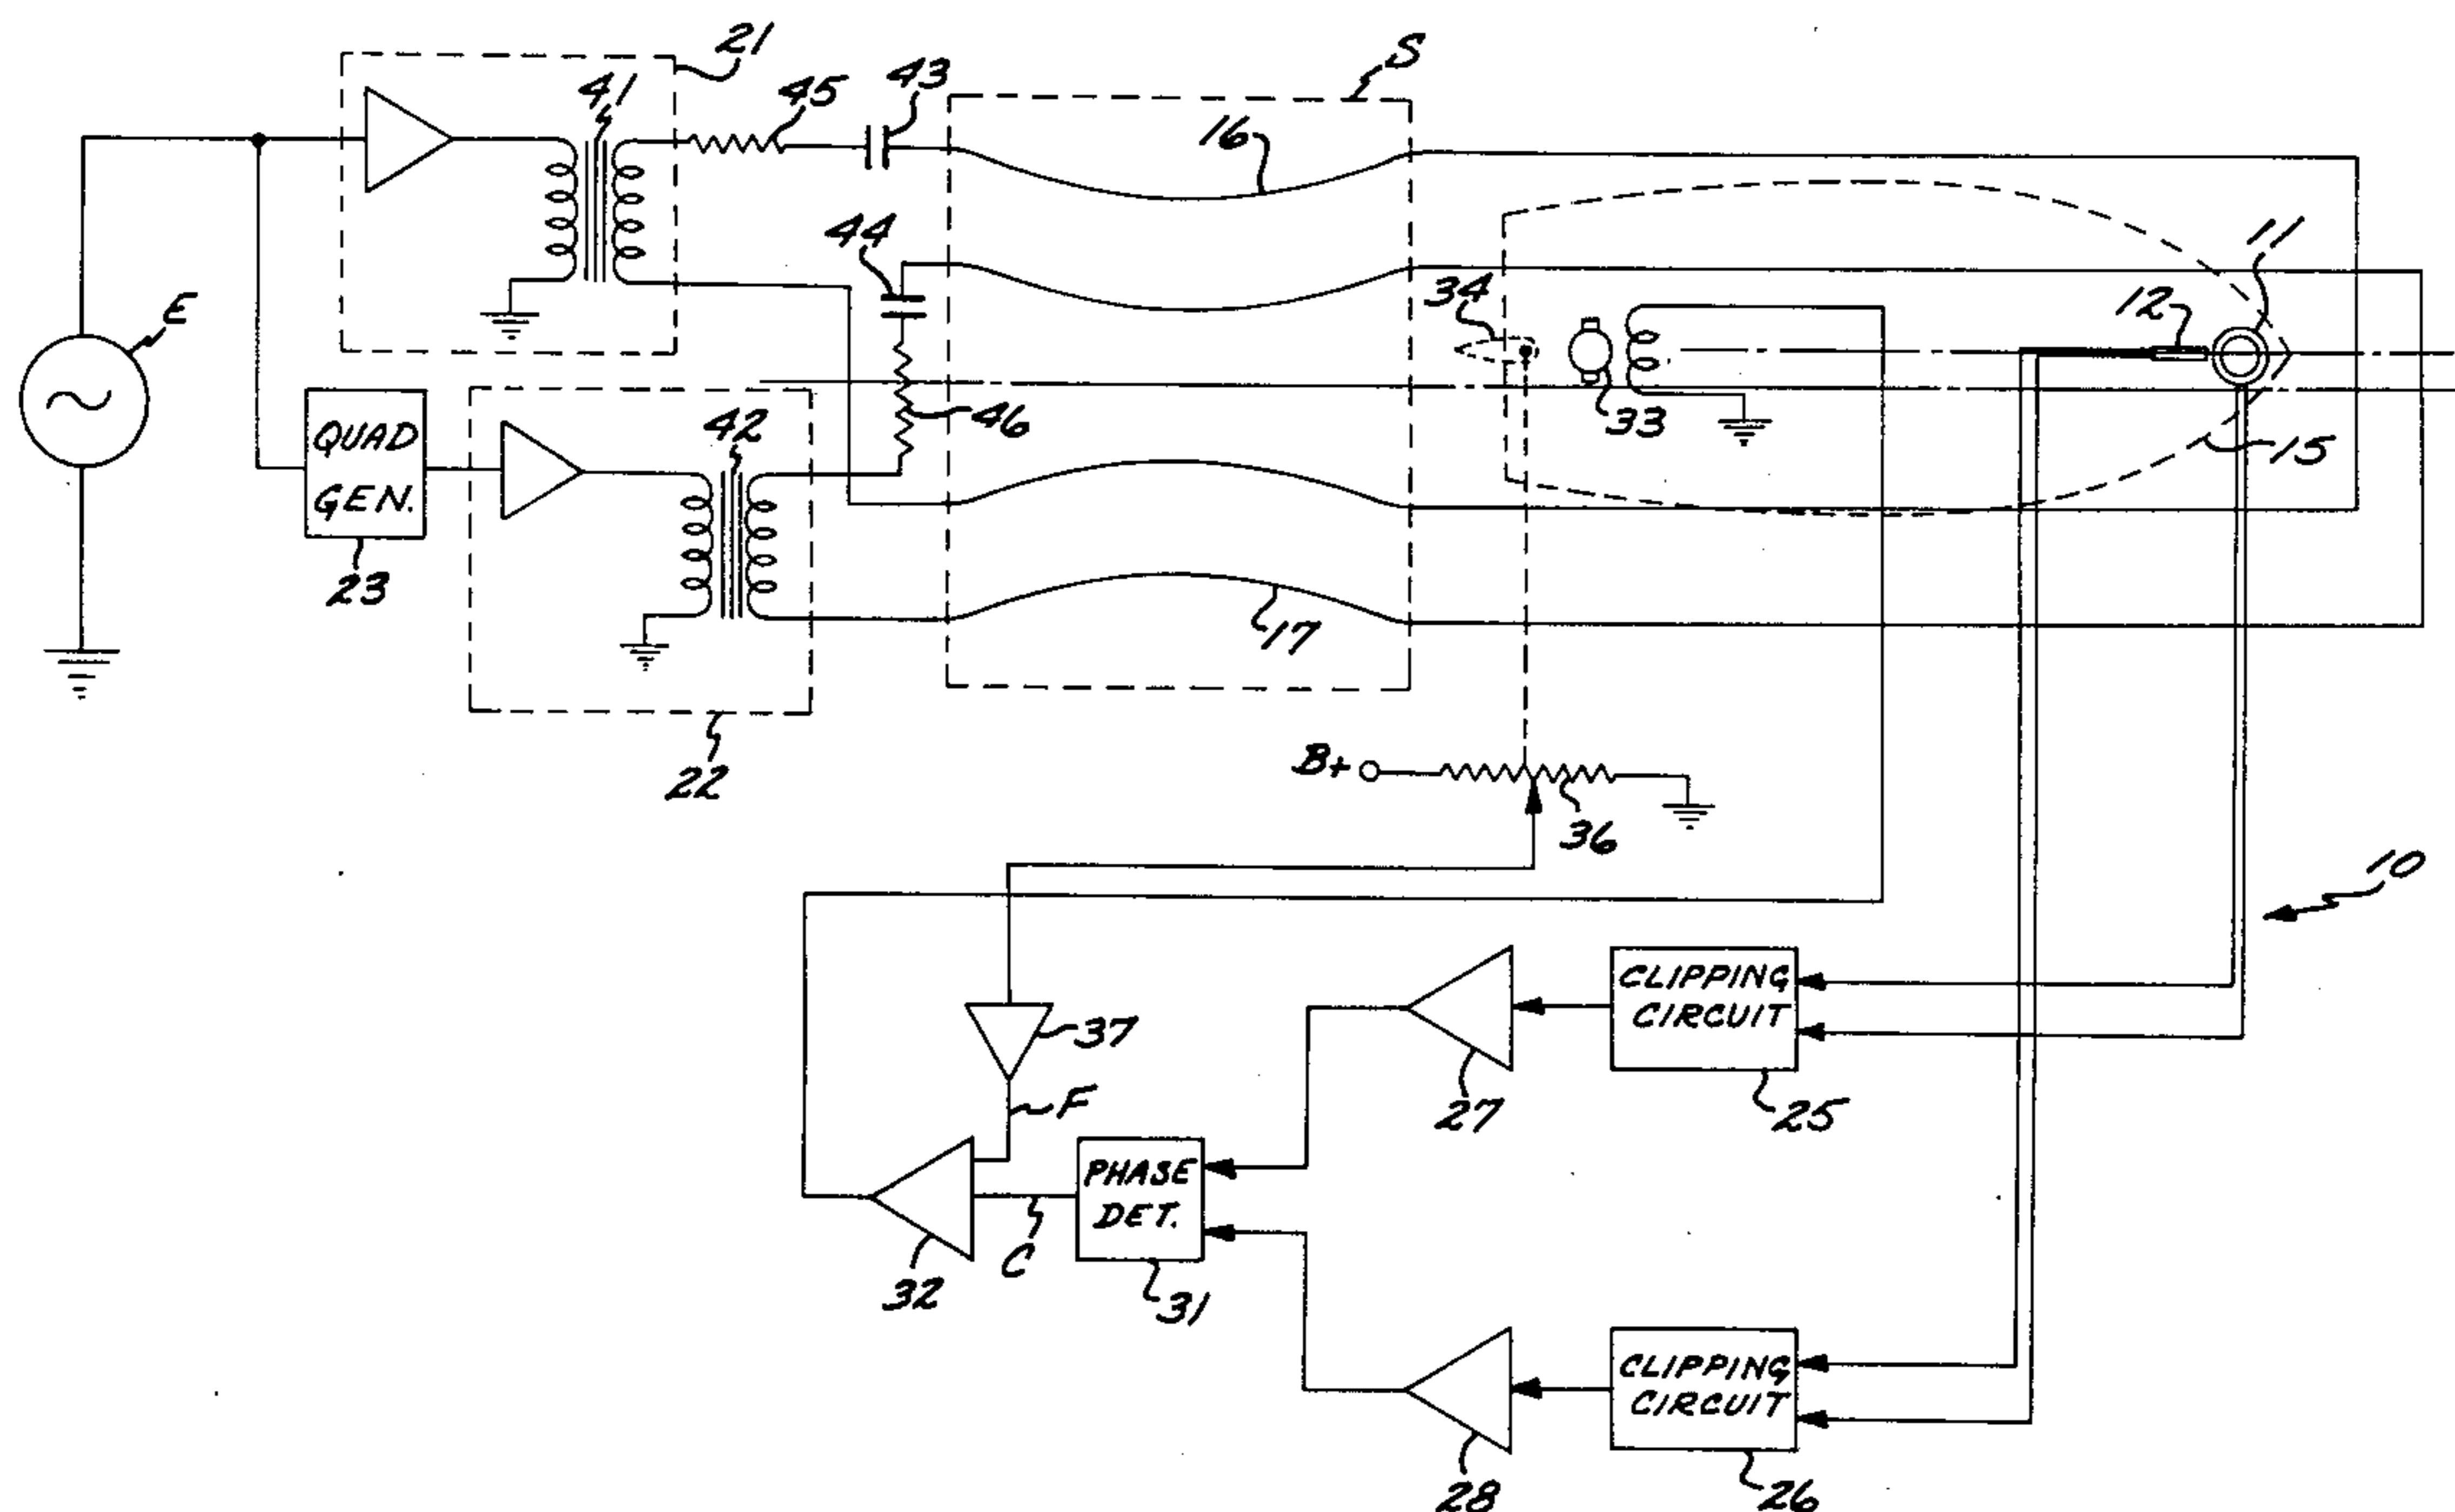 21
S
41
45
43
16
E
44
11
34
12
QUAD
GEN.
42
46
33
15
23
17
22
B+
36
10
CLIPPING
CIRCUIT
37
27
25
F
PHASE
DET.
C
32
31
CLIPPING
CIRCUIT
28
26